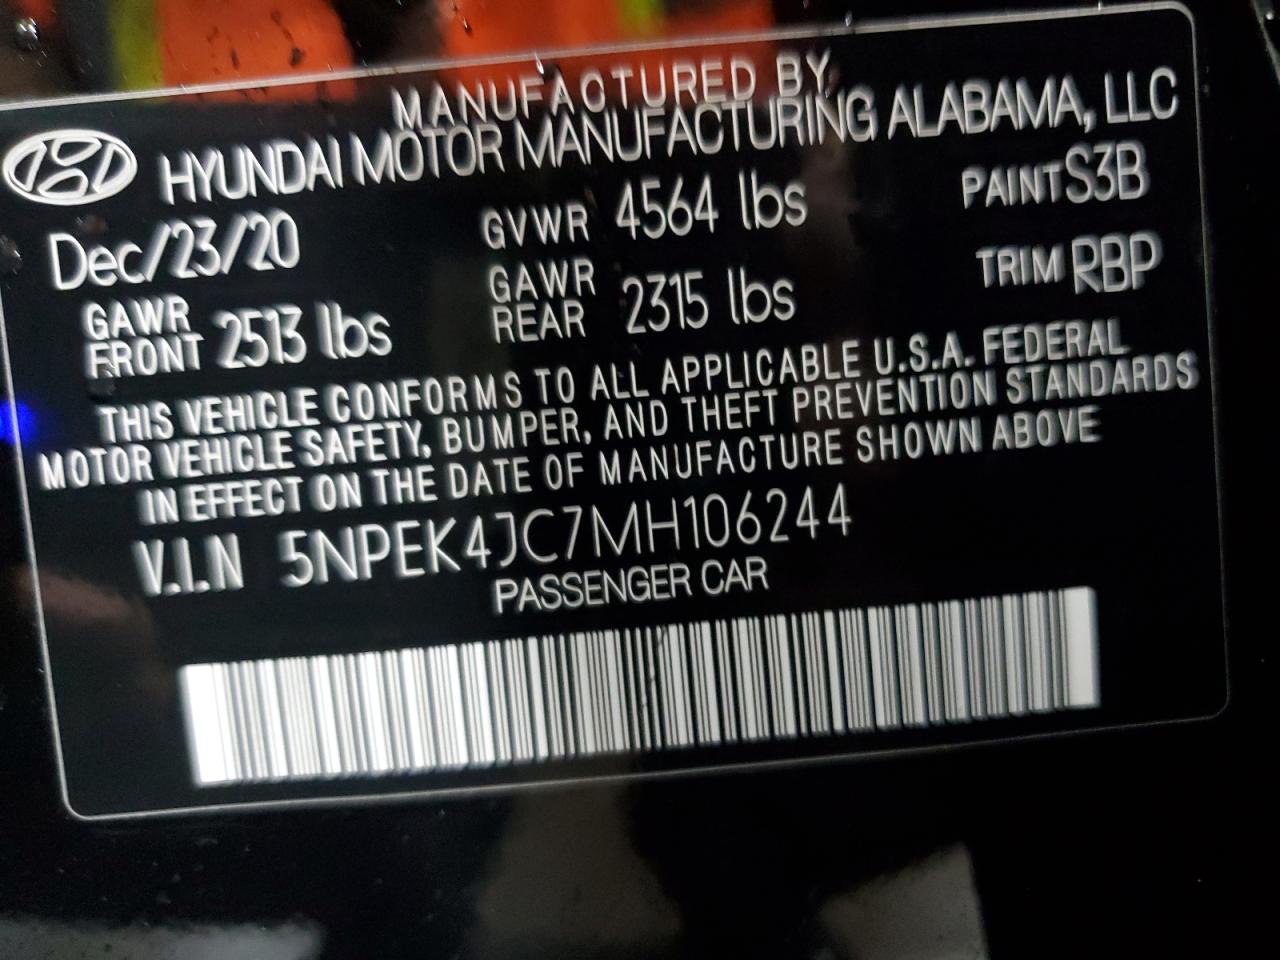 MANUFACTURED BY
HYUNDAI MOTOR MANUFACTURING ALABAMA, LLC
Dec/23/20 GVWR 4564 lbs PAINT S3B
GAWR FRONT 2513 lbs GAWR REAR 2315 lbs TRIM RBP
THIS VEHICLE CONFORMS TO ALL APPLICABLE U.S.A. FEDERAL
MOTOR VEHICLE SAFETY, BUMPER, AND THEFT PREVENTION STANDARDS
IN EFFECT ON THE DATE OF MANUFACTURE SHOWN ABOVE
V.I.N 5NPEK4JC7MH106244
PASSENGER CAR